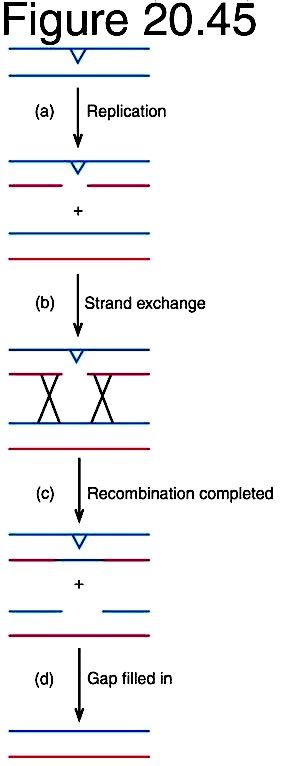 Figure 20.45
(a) Replication
+
(b) Strand exchange
(c) Recombination completed
+
(d) Gap filled in